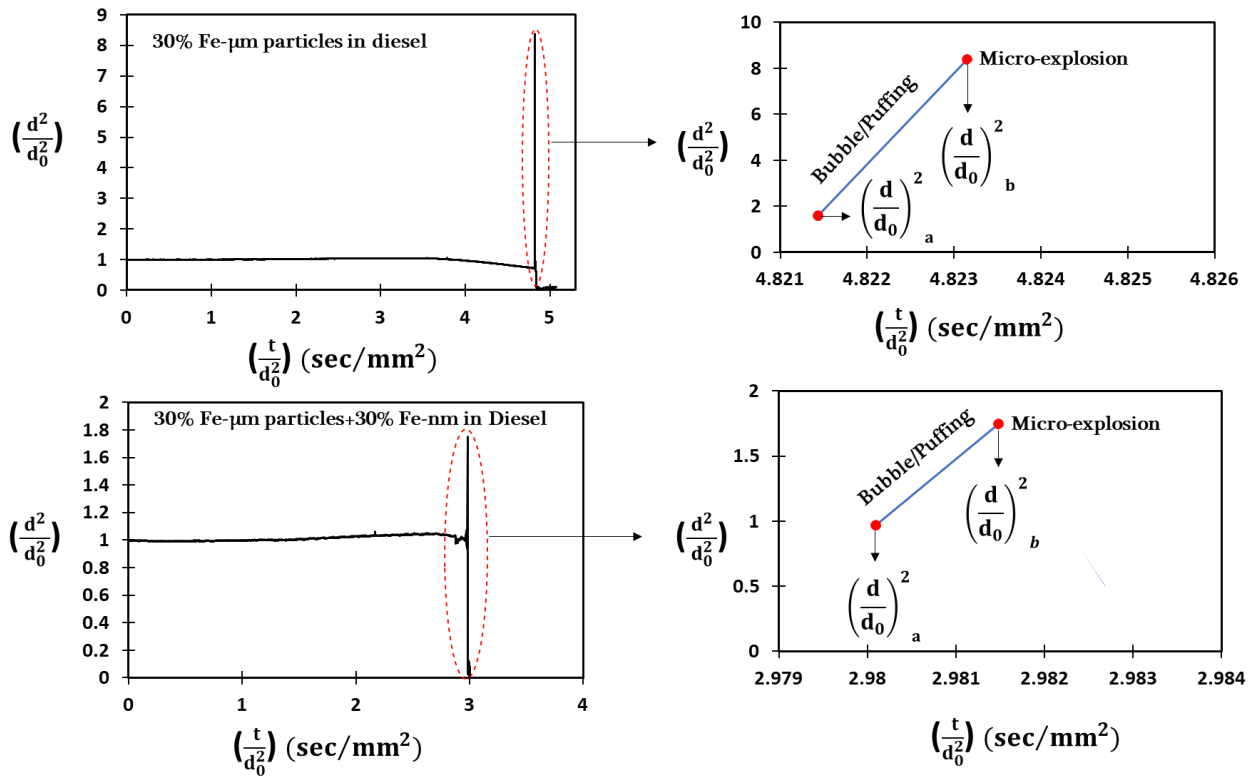 30% Fe-μm particles in diesel
9
8
7
6
5
4
3
2
1
0
0 1 2 3 4 5
(d²/d₀²)
(t/d₀²) (sec/mm²)
10
8
6
4
2
0
4.821 4.822 4.823 4.824 4.825 4.826
(d²/d₀²)
Bubble/Puffing
Micro-explosion
(d/d₀)² b
(d/d₀)² a
(t/d₀²) (sec/mm²)
30% Fe-μm particles+30% Fe-nm in Diesel
2
1.8
1.6
1.4
1.2
1
0.8
0.6
0.4
0.2
0
0 1 2 3 4
(d²/d₀²)
(t/d₀²) (sec/mm²)
2
1.5
1
0.5
0
2.979 2.98 2.981 2.982 2.983 2.984
(d²/d₀²)
Bubble/Puffing
Micro-explosion
(d/d₀)² b
(d/d₀)² a
(t/d₀²) (sec/mm²)